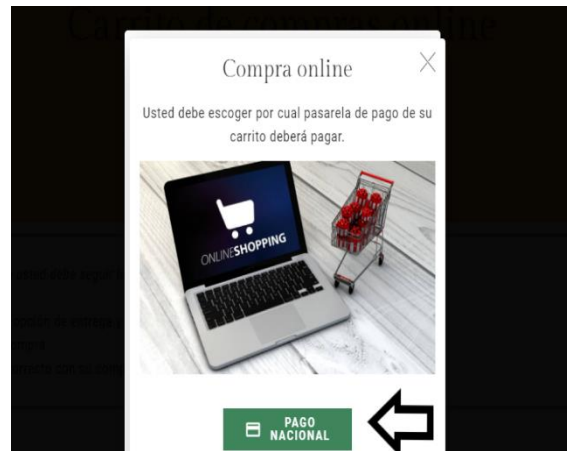 Carrito de compras online
Compra online
Usted debe escoger por cual pasarela de pago de su
carrito deberá pagar.
ONLINESHOPPING
PAGO
NACIONAL